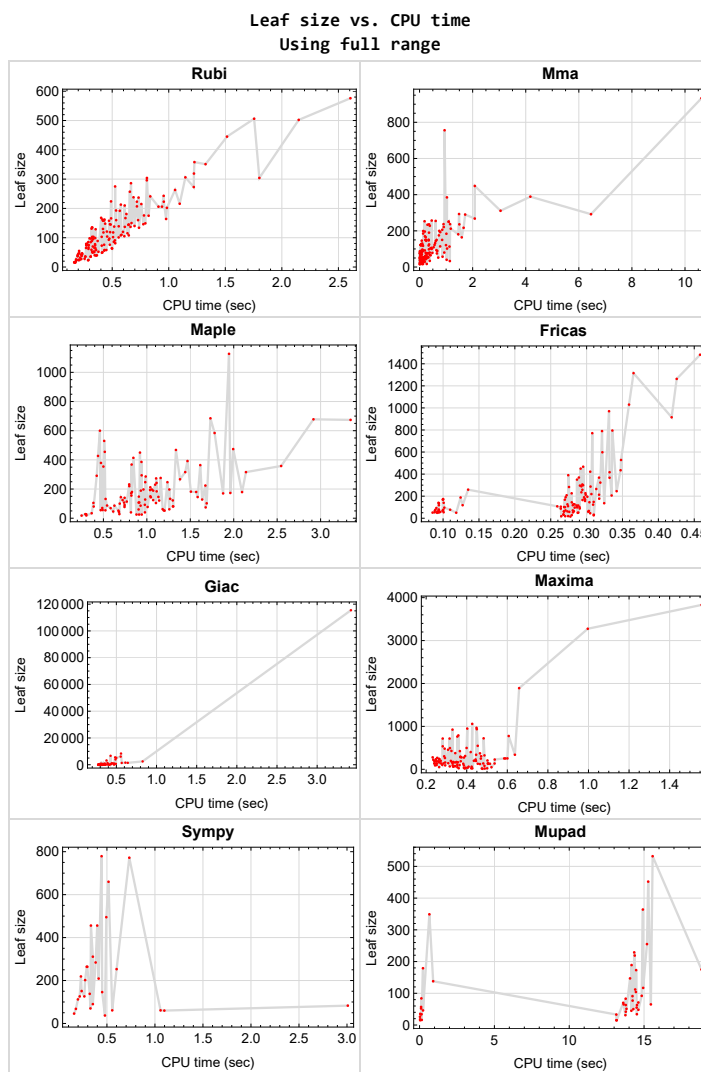 Leaf size vs. CPU time
Using full range
Rubi
Leaf size
600
500
400
300
200
100
0
0.5 1.0 1.5 2.0 2.5
CPU time (sec)
Mma
Leaf size
800
600
400
200
0
0 2 4 6 8 10
CPU time (sec)
Maple
Leaf size
1000
800
600
400
200
0
0.5 1.0 1.5 2.0 2.5 3.0
CPU time (sec)
Fricas
Leaf size
1400
1200
1000
800
600
400
200
0
0.10 0.15 0.20 0.25 0.30 0.35 0.40 0.45
CPU time (sec)
Giac
Leaf size
120 000
100 000
80 000
60 000
40 000
20 000
0
0.5 1.0 1.5 2.0 2.5 3.0
CPU time (sec)
Maxima
Leaf size
4000
3000
2000
1000
0
0.2 0.4 0.6 0.8 1.0 1.2 1.4
CPU time (sec)
Sympy
Leaf size
800
600
400
200
0
0.5 1.0 1.5 2.0 2.5 3.0
CPU time (sec)
Mupad
Leaf size
500
400
300
200
100
0
0 5 10 15
CPU time (sec)